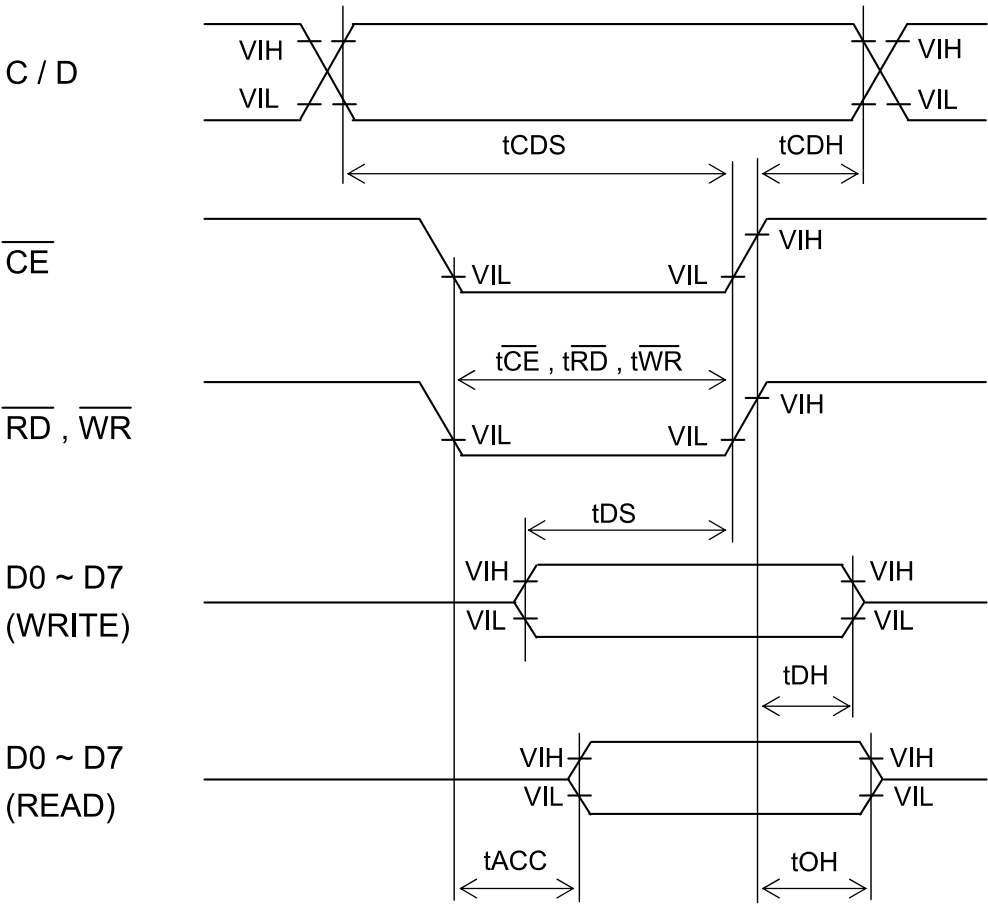 VIH VIH
C / D
VIL VIL
tCDS tCDH
CE VIH
VIL VIL
tCE , tRD , tWR
RD , WR VIH
VIL VIL
tDS
D0 ~ D7 VIH VIH
(WRITE) VIL VIL
tDH
D0 ~ D7 VIH VIH
(READ) VIL VIL
tACC tOH